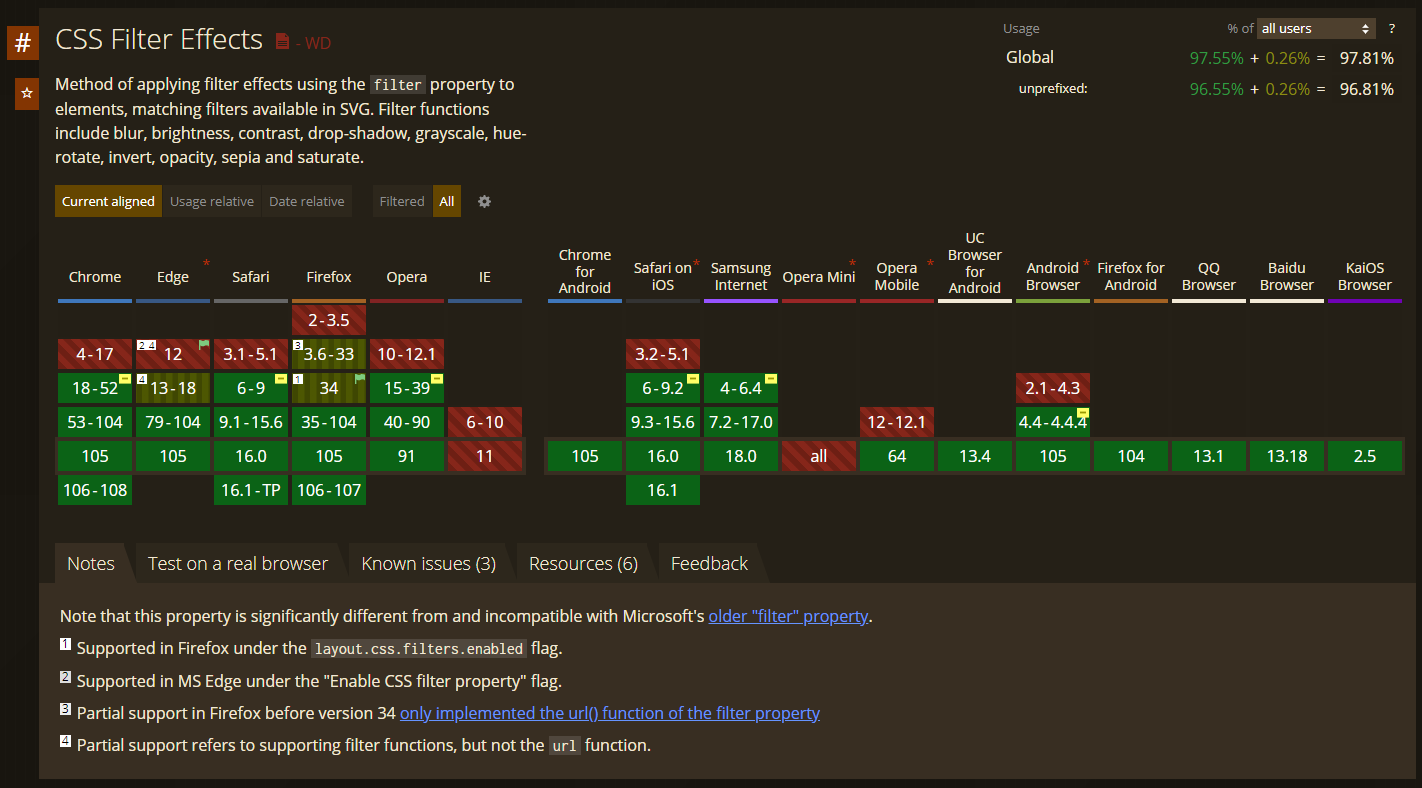 #
CSS Filter Effects - WD
Usage % of all users ?
Global 97.55% + 0.26% = 97.81%
unprefixed: 96.55% + 0.26% = 96.81%
Method of applying filter effects using the filter property to
elements, matching filters available in SVG. Filter functions
include blur, brightness, contrast, drop-shadow, grayscale, hue-
rotate, invert, opacity, sepia and saturate.
Current aligned Usage relative Date relative Filtered All
Chrome Edge * Safari Firefox Opera IE Chrome for Android Safari on iOS * Samsung Internet Opera Mini * Opera Mobile * UC Browser for Android Android Browser * Firefox for Android QQ Browser Baidu Browser KaiOS Browser
2-3.5
4-17 2 4 12 3.1-5.1 3 3.6-33 10-12.1 3.2-5.1
18-52 4 13-18 6-9 1 34 15-39 6-9.2 4-6.4 2.1-4.3
53-104 79-104 9.1-15.6 35-104 40-90 6-10 9.3-15.6 7.2-17.0 12-12.1 4.4-4.4.4
105 105 16.0 105 91 11 105 16.0 18.0 all 64 13.4 105 104 13.1 13.18 2.5
106-108 16.1-TP 106-107 16.1
Notes Test on a real browser Known issues (3) Resources (6) Feedback
Note that this property is significantly different from and incompatible with Microsoft's older "filter" property.
1 Supported in Firefox under the layout.css.filters.enabled flag.
2 Supported in MS Edge under the "Enable CSS filter property" flag.
3 Partial support in Firefox before version 34 only implemented the url() function of the filter property
4 Partial support refers to supporting filter functions, but not the url function.